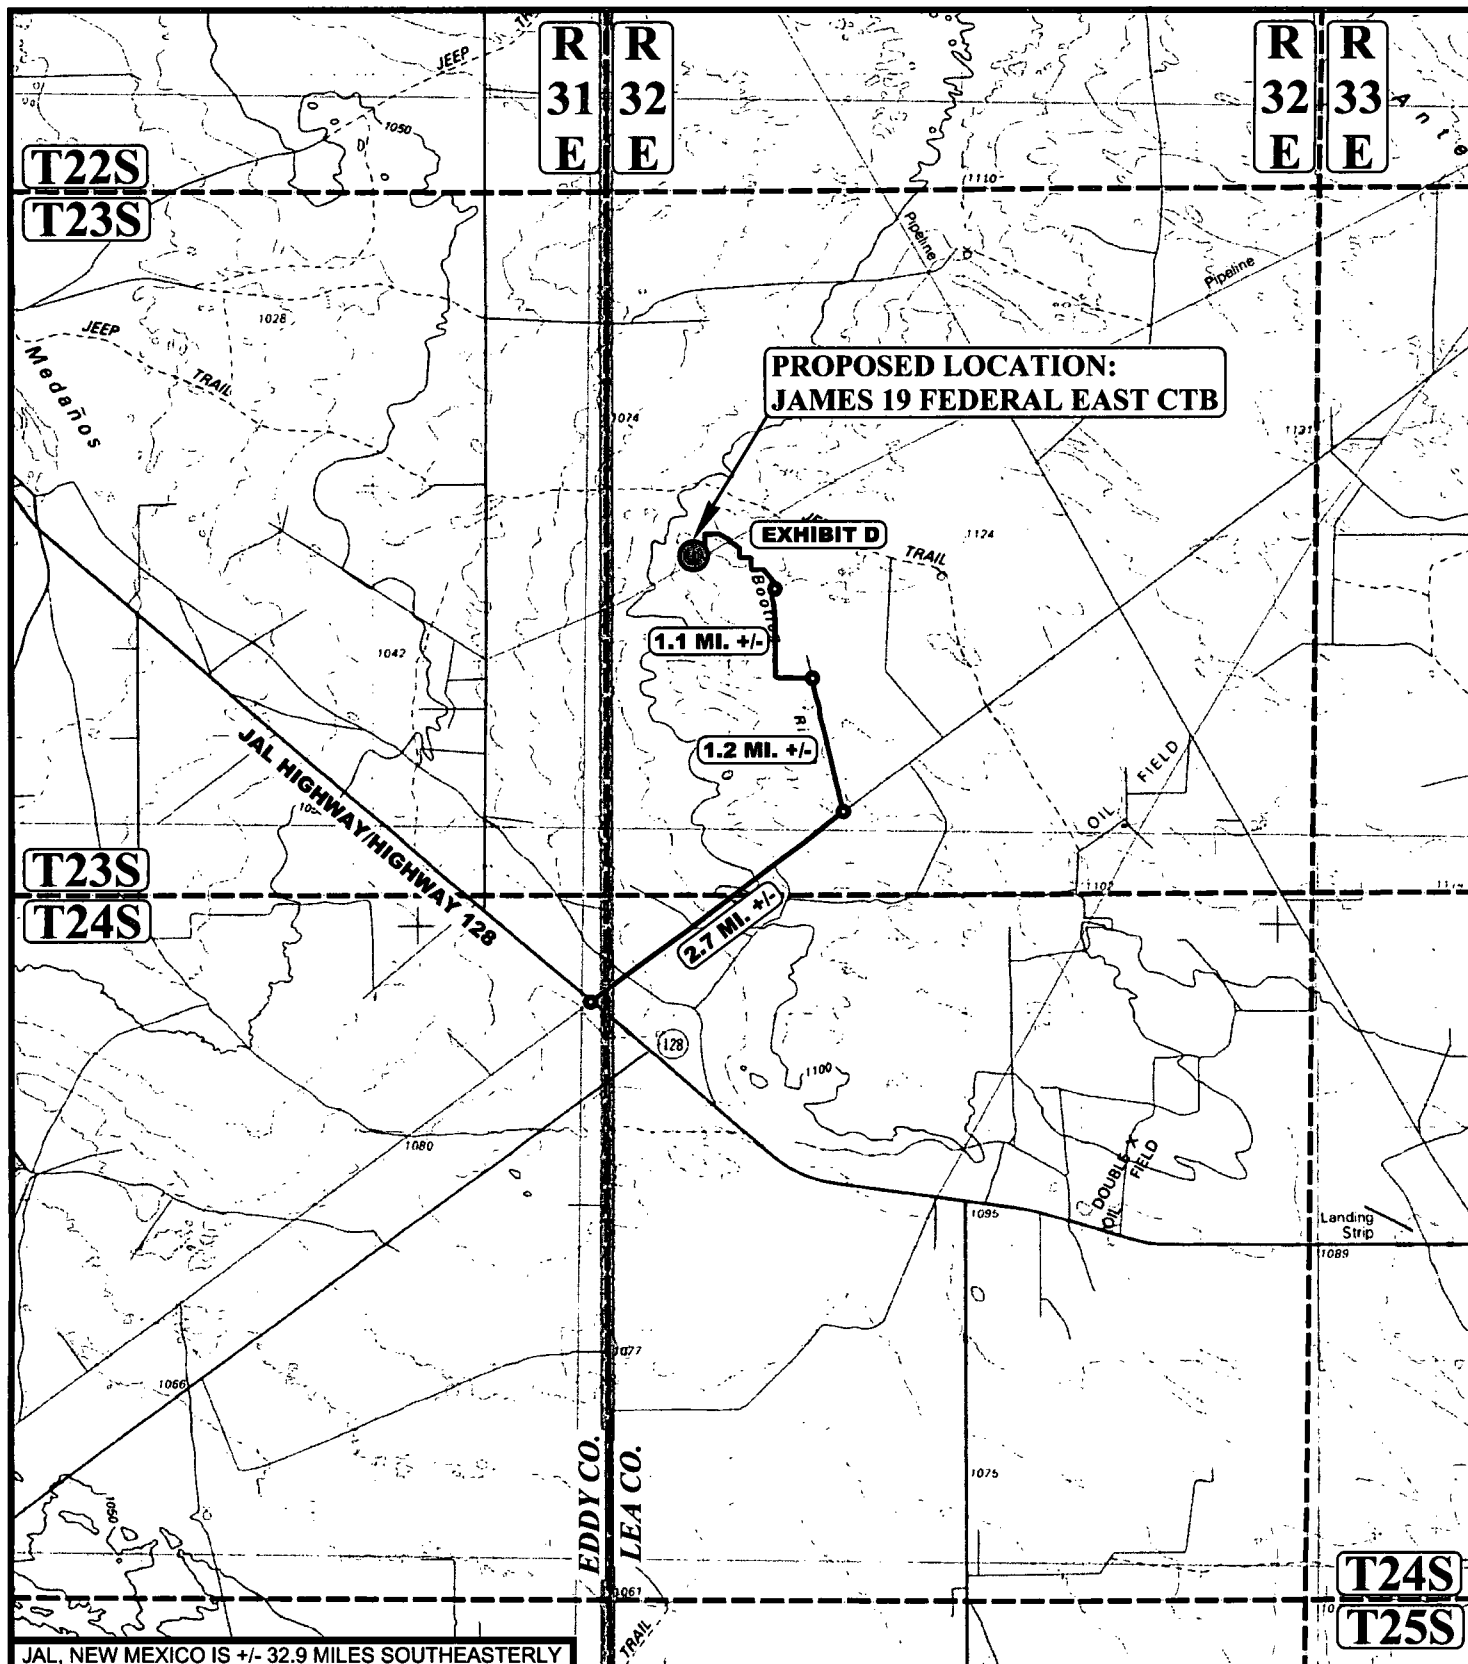 R
31
E
R
32
E
R
32
E
R
33
E
T22S
T23S
JEEP
1050
1110
Pipeline
Pipeline
1028
JEEP
TRAIL
Medaños
PROPOSED LOCATION:
JAMES 19 FEDERAL EAST CTB
1074
1131
EXHIBIT D
TRAIL
1124
1.1 MI. +/-
1042
1.2 MI. +/-
JAL HIGHWAY/HIGHWAY 128
OIL FIELD
T23S
T24S
1102
2.7 MI. +/-
128
1100
1080
DOUBLE X
OIL FIELD
1095
Landing
Strip
1089
1077
1066
1075
1050
EDDY CO.
LEA CO.
1061
TRAIL
T24S
T25S
JAL, NEW MEXICO IS +/- 32.9 MILES SOUTHEASTERLY